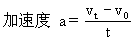 加速度 a = (v_t − v_0) / t